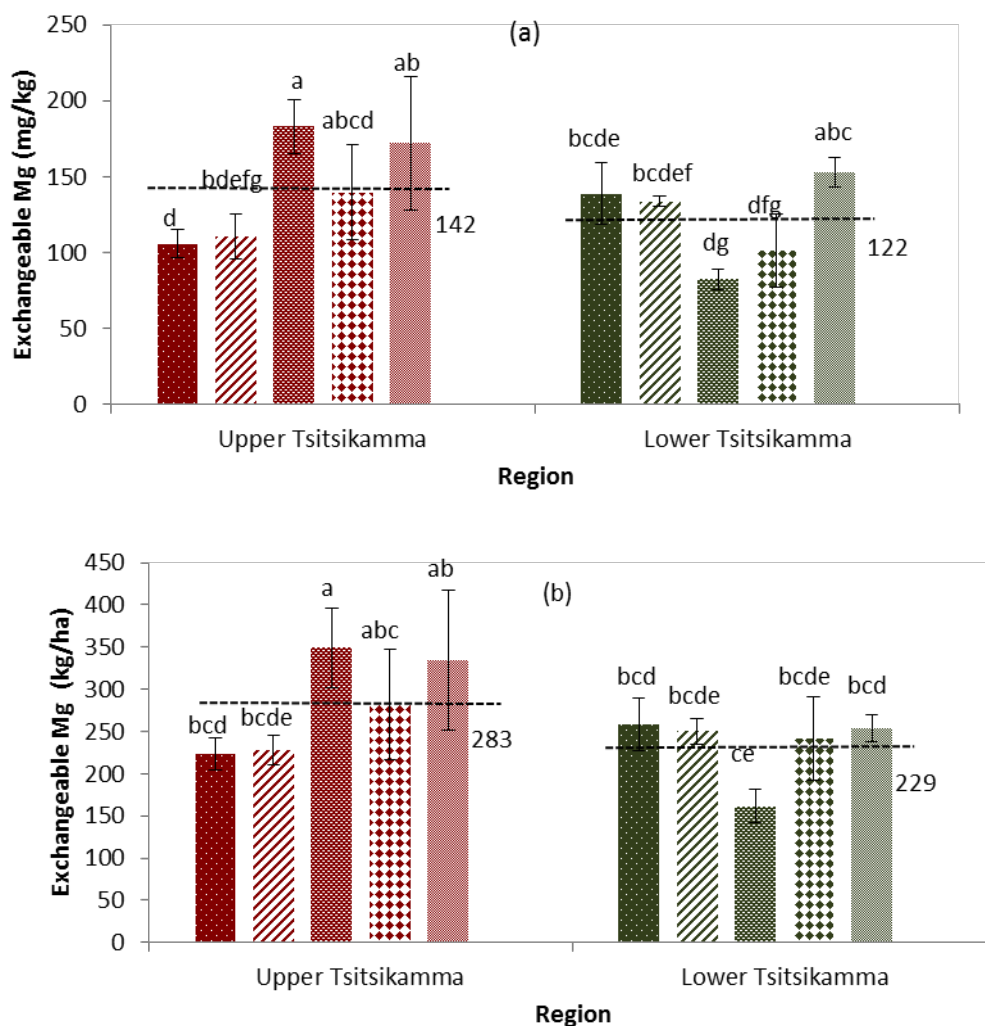 (a)
Exchangeable Mg (mg/kg)
250
200
150
100
50
0
d
bdefg
a
abcd
ab
142
bcde
bcdef
dg
dfg
abc
122
Upper Tsitsikamma
Lower Tsitsikamma
Region
(b)
Exchangeable Mg (kg/ha)
450
400
350
300
250
200
150
100
50
0
bcd
bcde
a
abc
ab
283
bcd
bcde
ce
bcde
bcd
229
Upper Tsitsikamma
Lower Tsitsikamma
Region